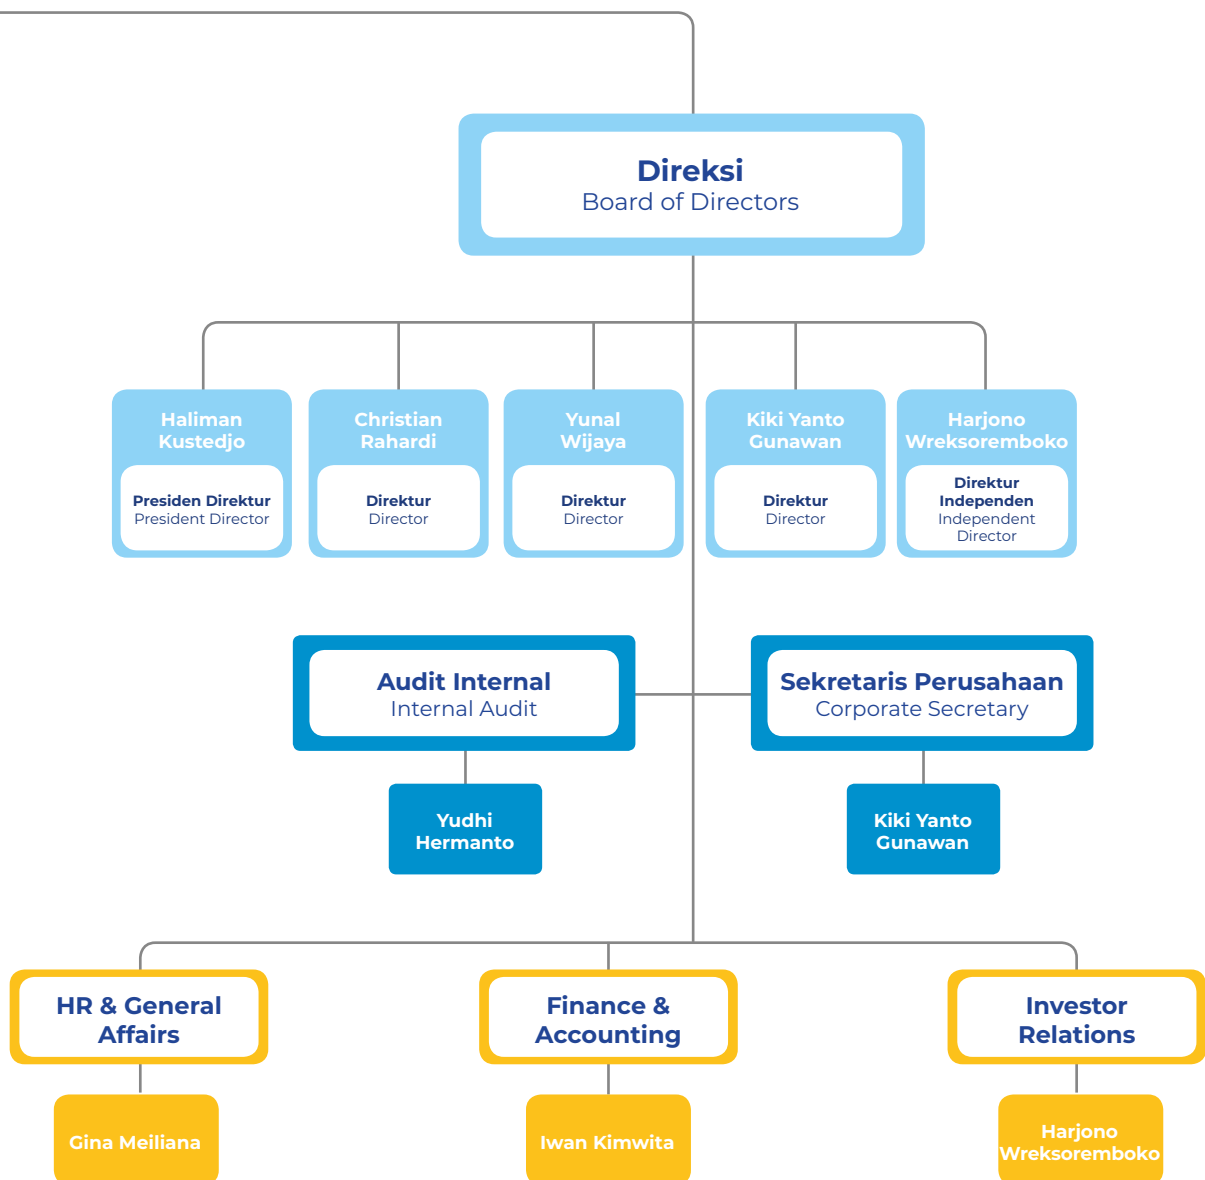 Direksi
Board of Directors
Haliman
Kustedjo
Presiden Direktur
President Director
Christian
Rahardi
Direktur
Director
Yunal
Wijaya
Direktur
Director
Kiki Yanto
Gunawan
Direktur
Director
Harjono
Wreksoremboko
Direktur
Independen
Independent
Director
Audit Internal
Internal Audit
Yudhi
Hermanto
Sekretaris Perusahaan
Corporate Secretary
Kiki Yanto
Gunawan
HR & General
Affairs
Gina Meiliana
Finance &
Accounting
Iwan Kimwita
Investor
Relations
Harjono
Wreksoremboko